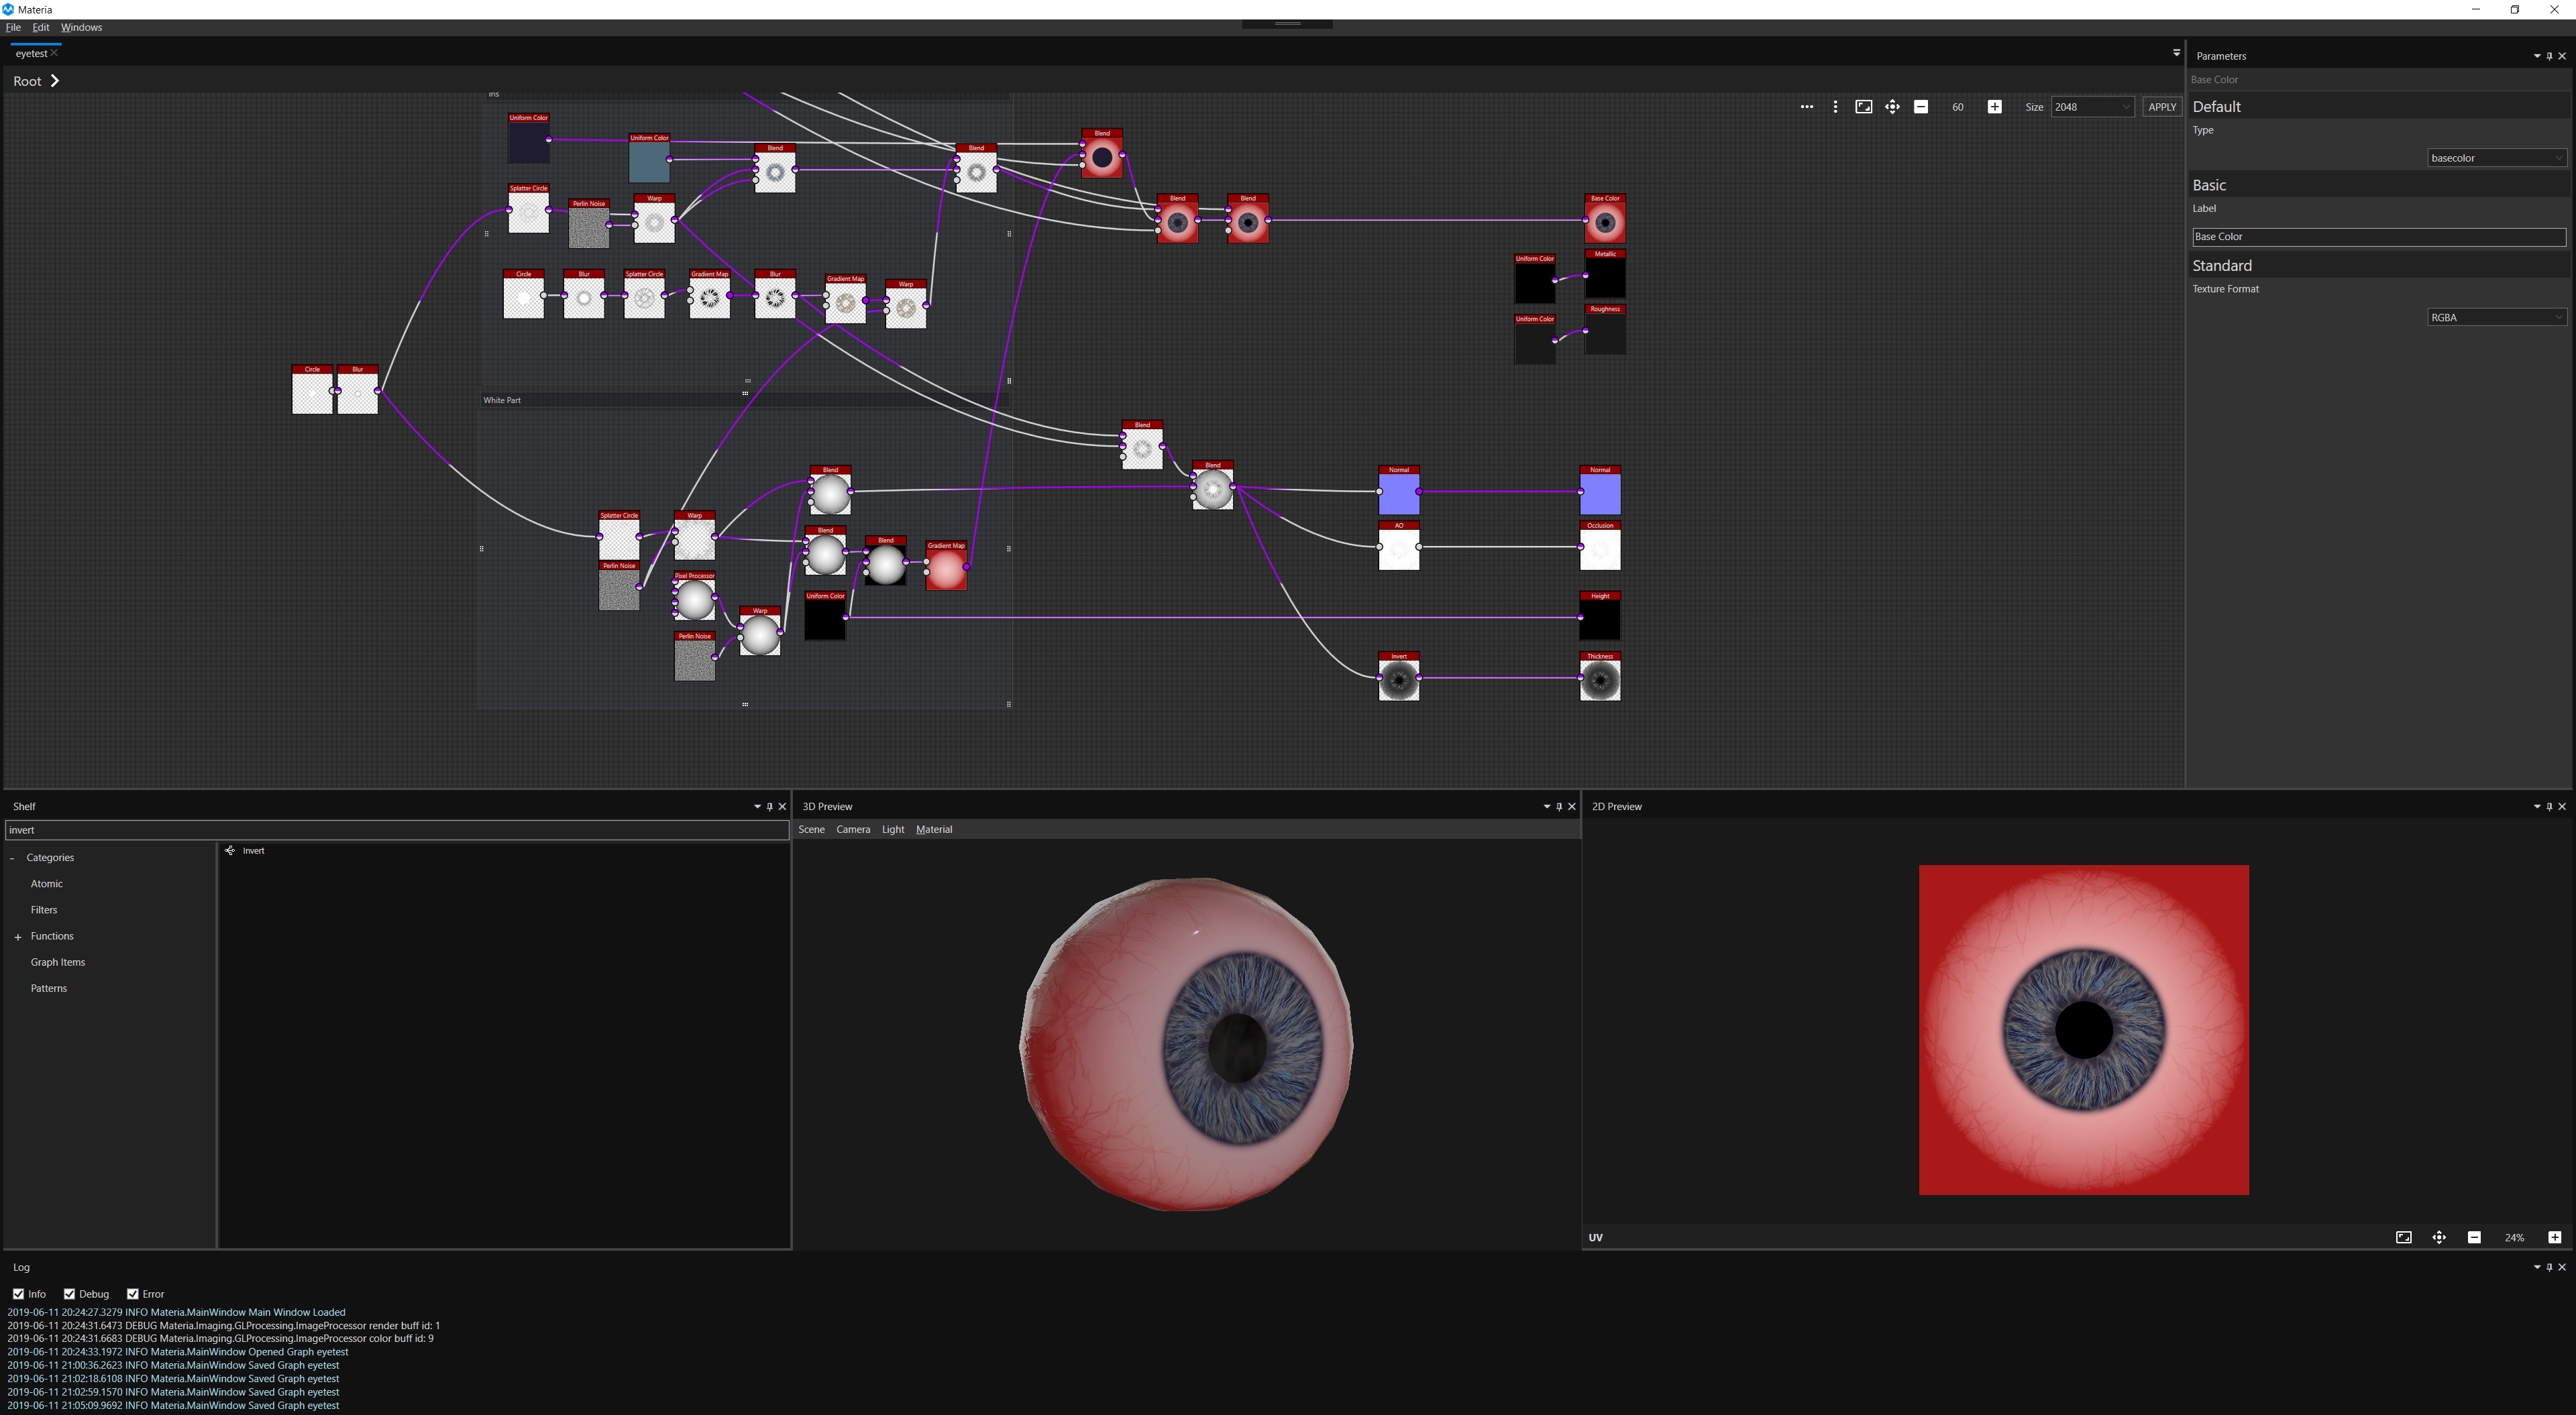 Materia
File Edit Windows
eyetest
Root
60 Size 2048 APPLY
Uniform Color
Uniform Color
Blend
Blend
Blend
Splatter Circle
Perlin Noise
Warp
Blend
Blend
Base Color
Circle
Blur
Splatter Circle
Gradient Map
Blur
Gradient Map
Warp
Uniform Color
Metallic
Uniform Color
Roughness
Circle
Blur
White Part
Blend
Blend
Blend
Normal
Normal
Splatter Circle
Warp
Blend
Blend
Gradient Map
AO
Occlusion
Perlin Noise
Pixel Processor
Uniform Color
Height
Warp
Perlin Noise
Invert
Thickness
Parameters
Base Color
Default
Type
basecolor
Basic
Label
Base Color
Standard
Texture Format
RGBA
Shelf
invert
- Categories
Atomic
Filters
+ Functions
Graph Items
Patterns
Invert
3D Preview
Scene Camera Light Material
2D Preview
UV
24%
Log
Info Debug Error
2019-06-11 20:24:27.3279 INFO Materia.MainWindow Main Window Loaded
2019-06-11 20:24:31.6473 DEBUG Materia.Imaging.GLProcessing.ImageProcessor render buff id: 1
2019-06-11 20:24:31.6683 DEBUG Materia.Imaging.GLProcessing.ImageProcessor color buff id: 9
2019-06-11 20:24:33.1972 INFO Materia.MainWindow Opened Graph eyetest
2019-06-11 21:00:36.2623 INFO Materia.MainWindow Saved Graph eyetest
2019-06-11 21:02:18.6108 INFO Materia.MainWindow Saved Graph eyetest
2019-06-11 21:02:59.1570 INFO Materia.MainWindow Saved Graph eyetest
2019-06-11 21:05:09.9692 INFO Materia.MainWindow Saved Graph eyetest